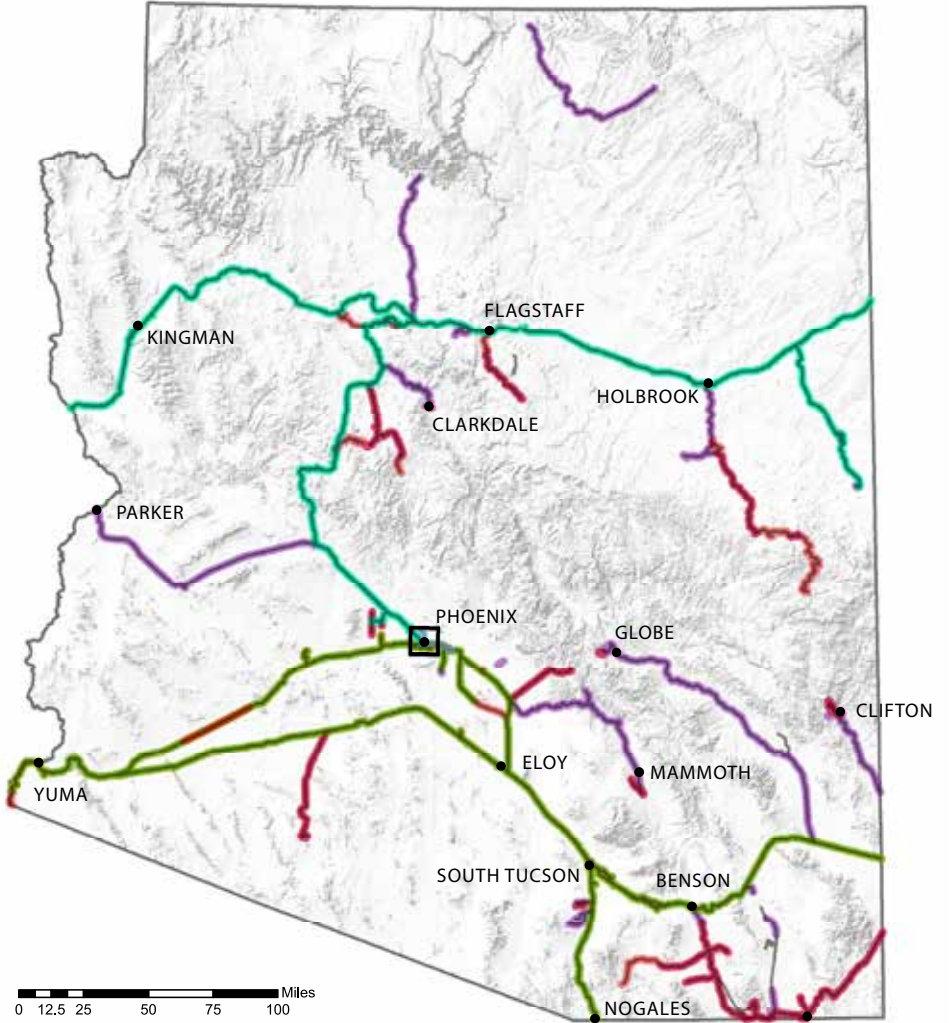 FLAGSTAFF
KINGMAN
HOLBROOK
CLARKDALE
PARKER
PHOENIX
GLOBE
CLIFTON
ELOY
MAMMOTH
YUMA
SOUTH TUCSON
BENSON
Miles
0 12.5 25 50 75 100
NOGALES